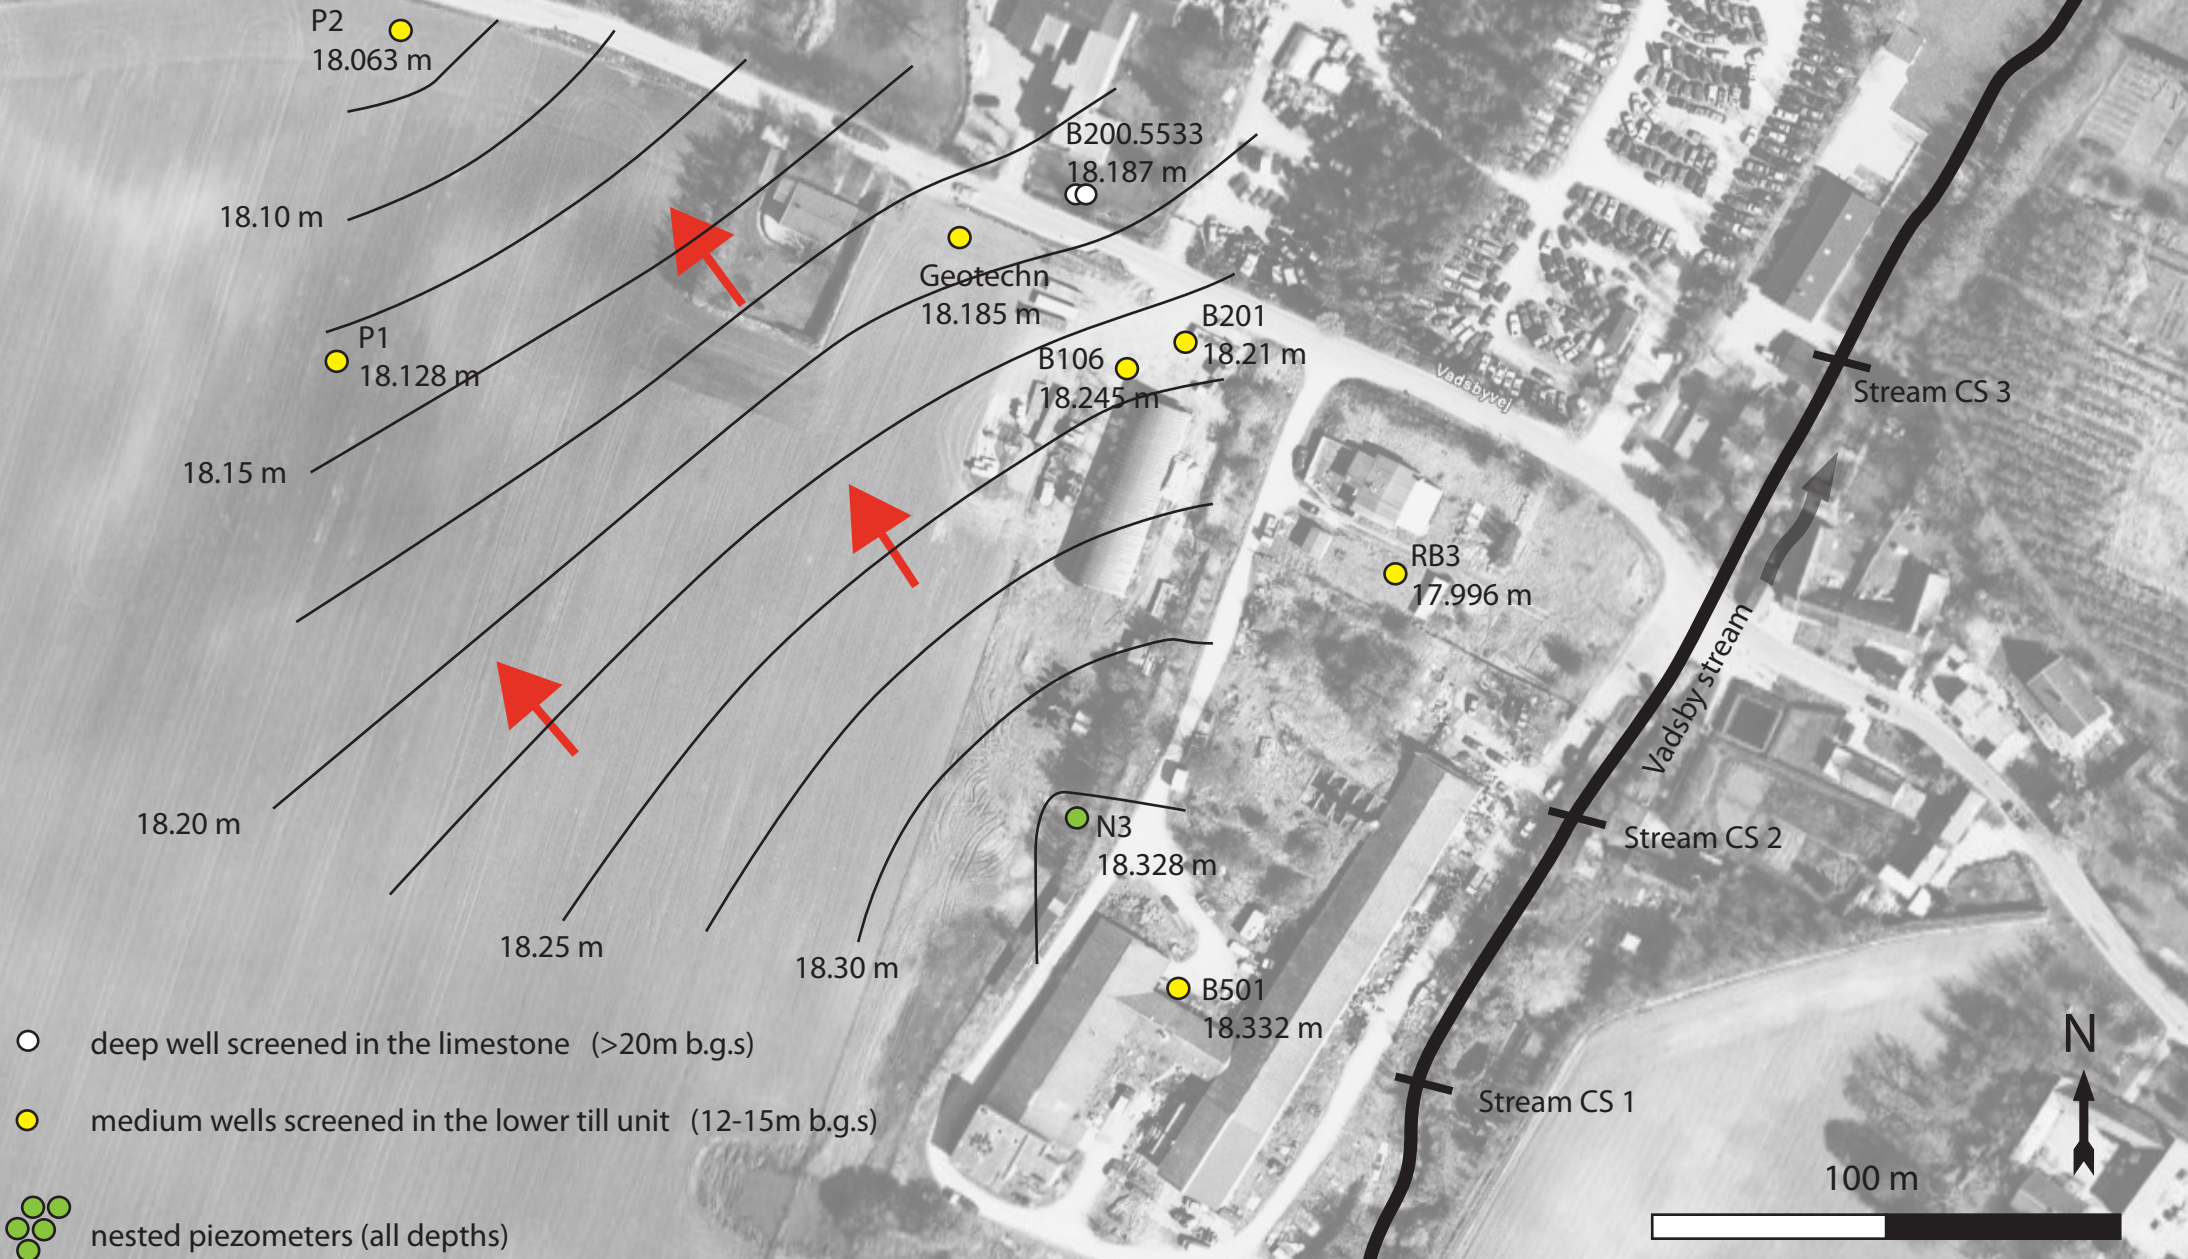 P2
18.063 m
B200.5533
18.187 m
18.10 m
Geotechn
18.185 m
B201
18.21 m
P1
18.128 m
B106
18.245 m
Vadsbyvej
Stream CS 3
18.15 m
RB3
17.996 m
Vadsby stream
18.20 m
N3
18.328 m
Stream CS 2
18.25 m
18.30 m
B501
18.332 m
N
deep well screened in the limestone (>20m b.g.s)
Stream CS 1
medium wells screened in the lower till unit (12-15m b.g.s)
100 m
nested piezometers (all depths)